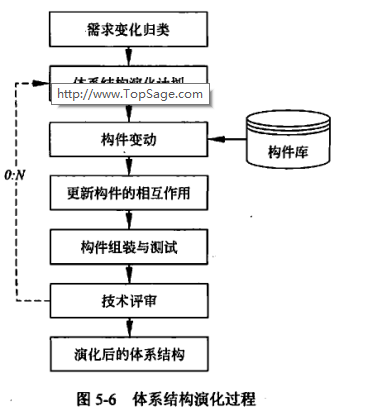 需求变化归类
体系结构演化计划
http://www.TopSage.com
构件变动
构件库
0:N
更新构件的相互作用
构件组装与测试
技术评审
演化后的体系结构
图 5-6 体系结构演化过程